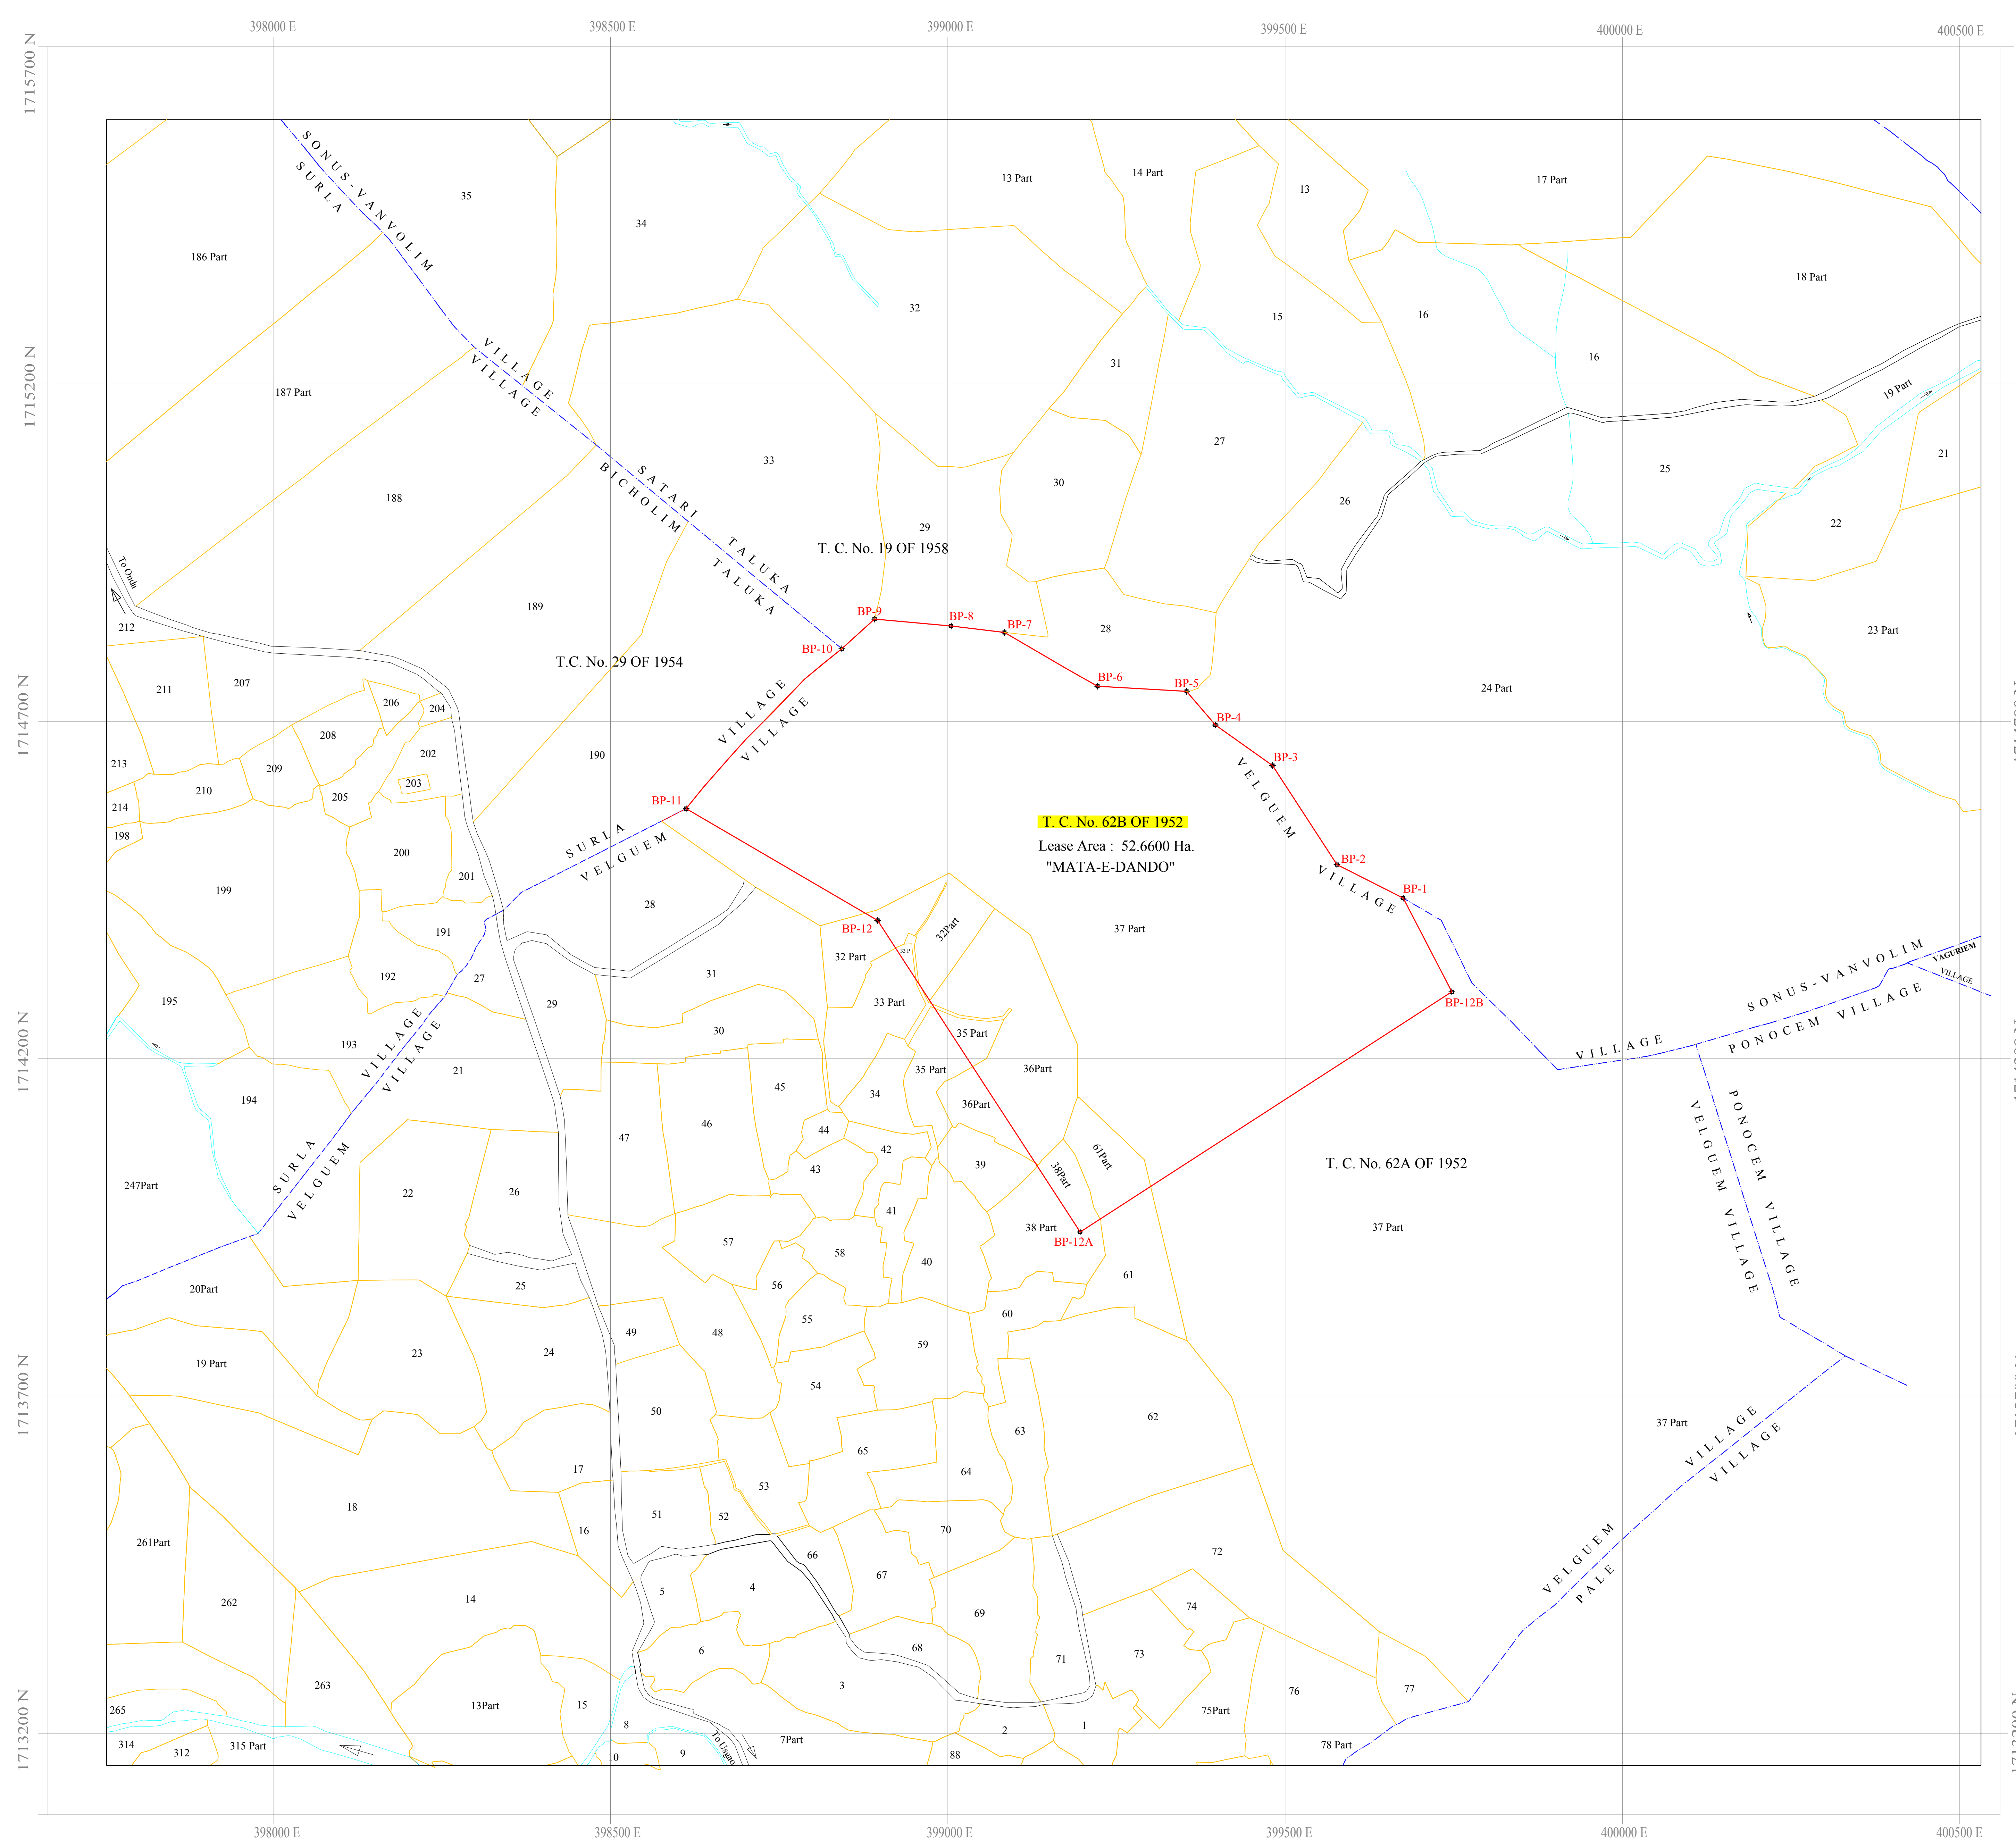 398000 E
398500 E
399000 E
399500 E
400000 E
400500 E
1715700 N
SONUS-VANVOLIM
SURLA
35
34
13 Part
14 Part
13
17 Part
186 Part
32
15
16
18 Part
VILLAGE
VILLAGE
31
16
1715200 N
187 Part
19 Part
33
27
25
21
SATARI
BICHOLIM
188
30
26
22
29
T. C. No. 19 OF 1958
TALUKA
TALUKA
To Onda
189
212
BP-9
BP-8
BP-7
28
23 Part
BP-10
T.C. No. 29 OF 1954
211
207
BP-6
BP-5
24 Part
206
204
VILLAGE
VILLAGE
BP-4
1714700 N
208
202
190
BP-3
213
209
203
210
205
214
BP-11
VELGUEM
198
T. C. No. 62B OF 1952
SURLA
VELGUEM
Lease Area : 52.6600 Ha.
"MATA-E-DANDO"
200
201
BP-2
199
28
VILLAGE
BP-1
BP-12
32Part
37 Part
191
192
27
32 Part
33 P
31
SONUS-VANVOLIM
VAGURIEM
VILLAGE
195
29
33 Part
BP-12B
PONOCEM VILLAGE
30
35 Part
VILLAGE
193
VILLAGE
VILLAGE
1714200 N
21
45
35 Part
36Part
194
34
36Part
46
44
47
42
PONOCEM VILLAGE
VELGUEM VILLAGE
61Part
SURLA
VELGUEM
43
39
38Part
T. C. No. 62A OF 1952
247Part
22
26
41
38 Part
37 Part
57
BP-12A
58
40
61
20Part
25
56
55
60
49
48
59
19 Part
23
24
54
1713700 N
50
62
37 Part
VILLAGE
VILLAGE
65
63
17
64
18
53
51
52
16
70
261Part
66
72
VELGUEM
PALE
5
4
67
262
14
69
74
68
6
73
71
263
3
76
77
265
13Part
15
75Part
8
2
1
1713200 N
314
312
315 Part
10
9
To Usgao
7Part
88
78 Part
398000 E
398500 E
399000 E
399500 E
400000 E
400500 E